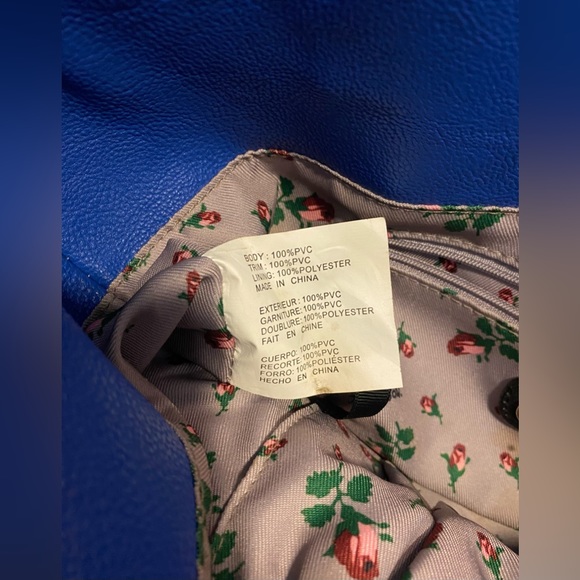 BODY : 100%PVC
TRIM : 100%PVC
LINING: 100%POLYESTER
MADE IN CHINA
EXTERIEUR : 100%PVC
GARNITURE: 100%PVC
DOUBLURE:100%POLYESTER
FAIT EN CHINE
CUERPO: 100%PVC
RECORTE: 100%PVC
FORRO: 100%POLIÉSTER
HECHO EN CHINA